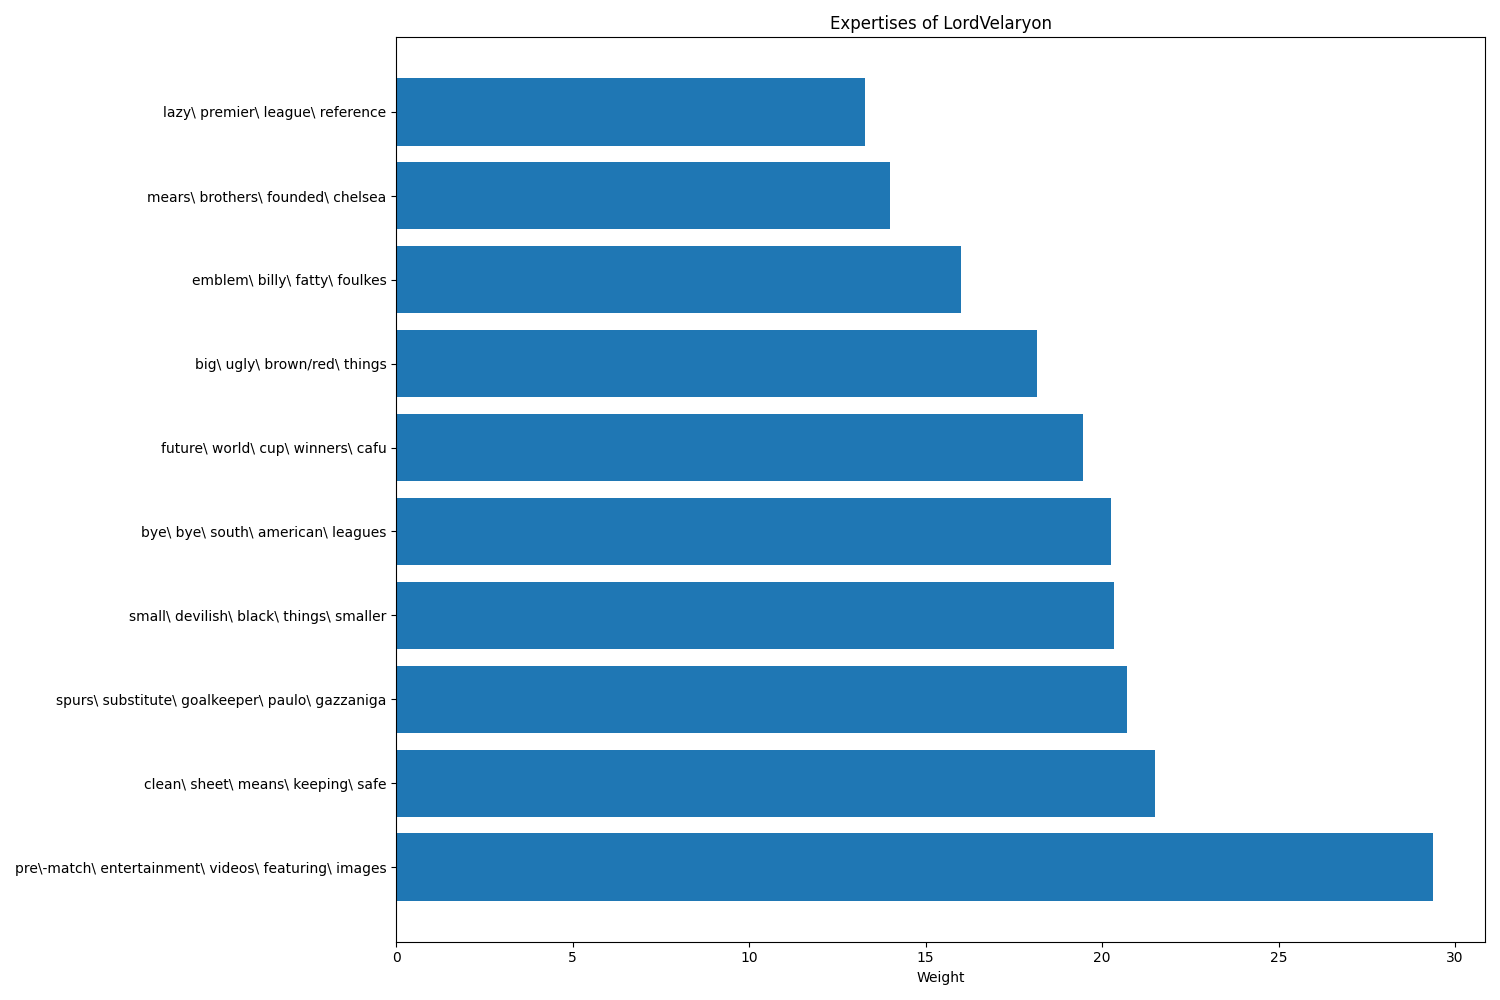 Expertises of LordVelaryon
lazy\ premier\ league\ reference
mears\ brothers\ founded\ chelsea
emblem\ billy\ fatty\ foulkes
big\ ugly\ brown/red\ things
future\ world\ cup\ winners\ cafu
bye\ bye\ south\ american\ leagues
small\ devilish\ black\ things\ smaller
spurs\ substitute\ goalkeeper\ paulo\ gazzaniga
clean\ sheet\ means\ keeping\ safe
pre\-match\ entertainment\ videos\ featuring\ images
0 5 10 15 20 25 30
Weight